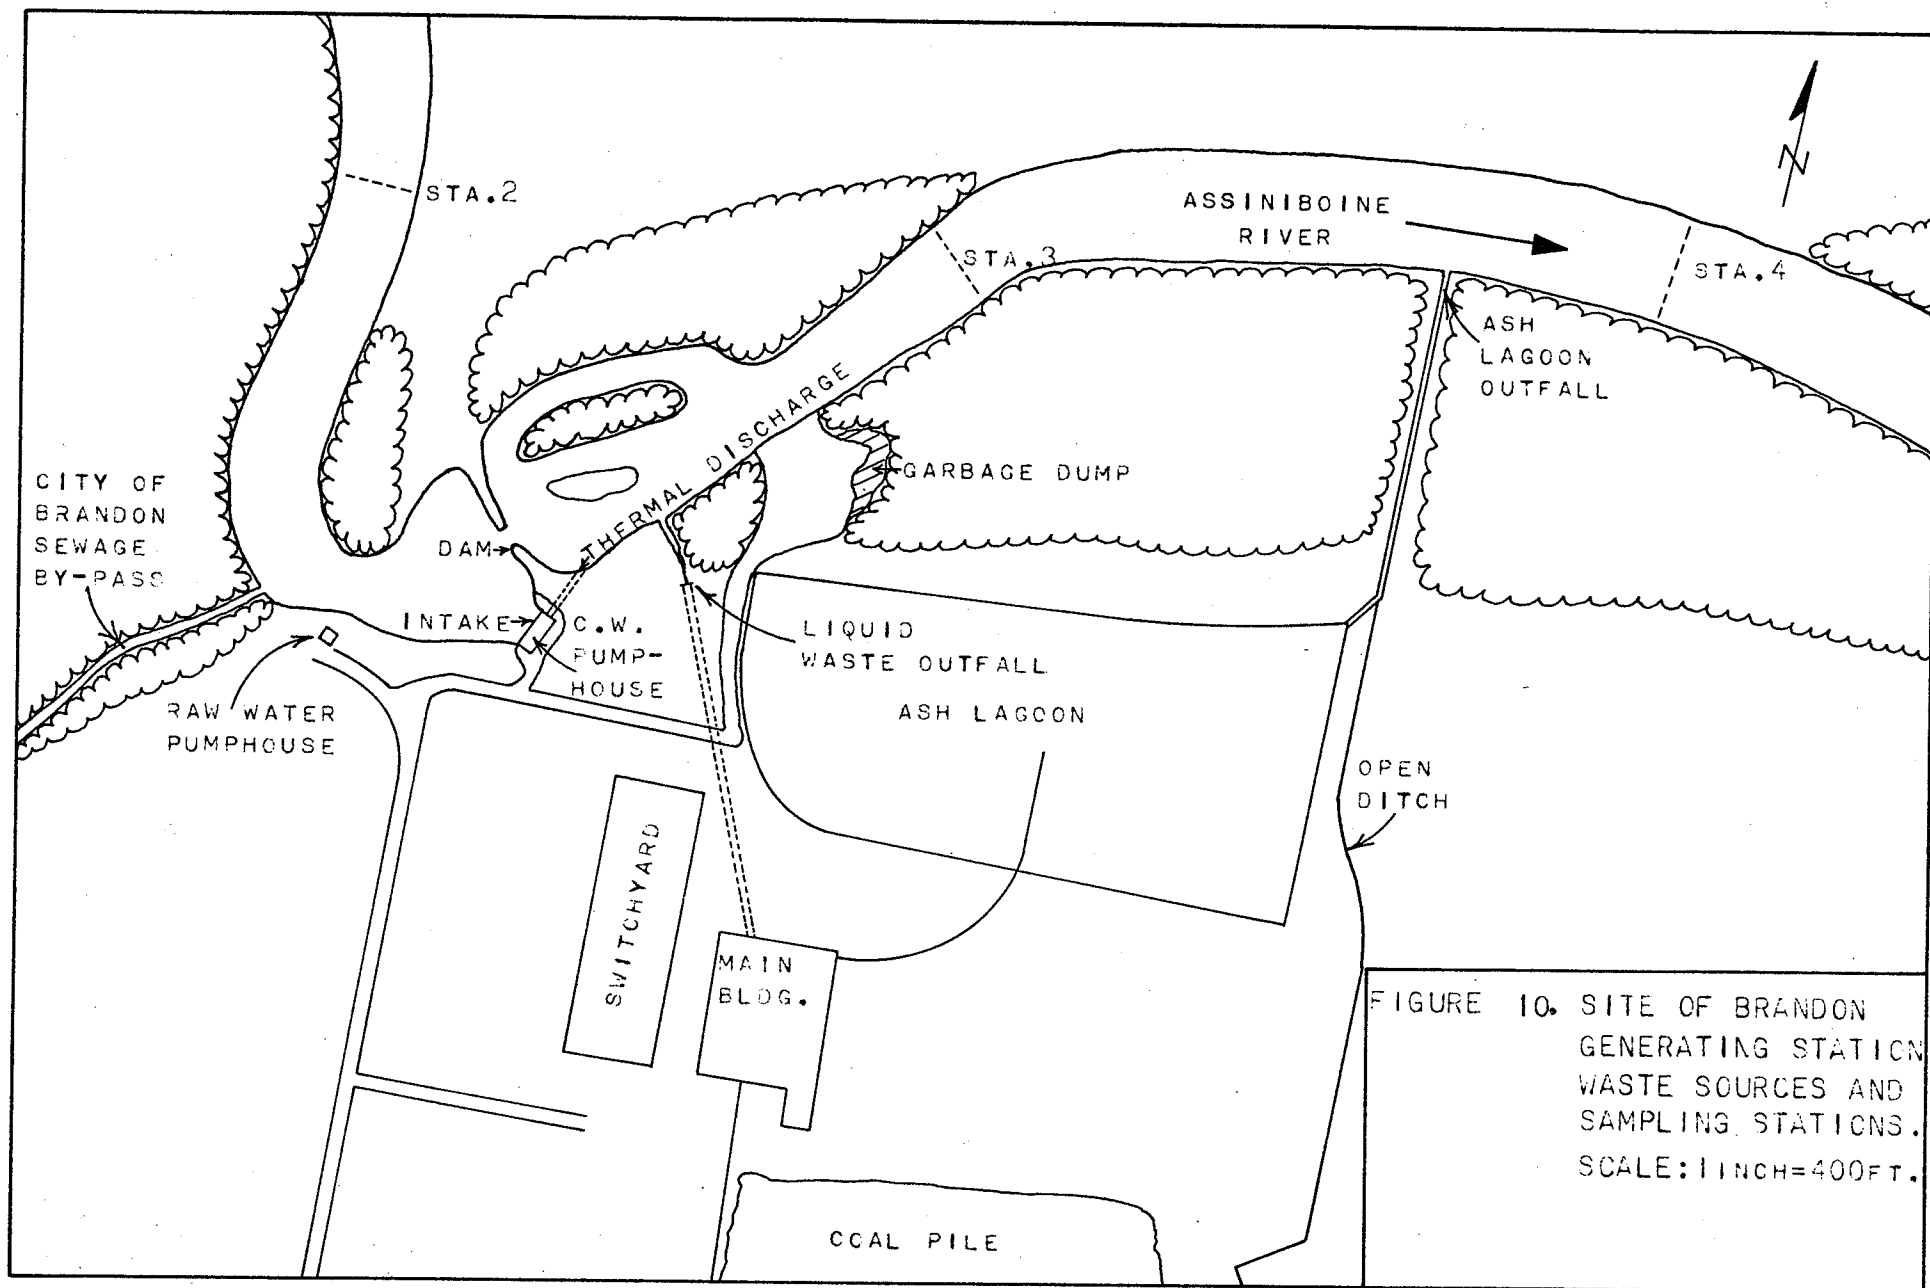 STA.2
ASSINIBOINE
RIVER
N
STA.3
STA.4
ASH
LAGOON
OUTFALL
THERMAL DISCHARGE
GARBAGE DUMP
CITY OF
BRANDON
SEWAGE
BY-PASS
DAM
INTAKE
C.W.
PUMP-
HOUSE
LIQUID
WASTE OUTFALL
RAW WATER
PUMPHOUSE
ASH LAGOON
OPEN
DITCH
SWITCHYARD
MAIN
BLDG.
COAL PILE
FIGURE 10. SITE OF BRANDON
GENERATING STATION
WASTE SOURCES AND
SAMPLING STATIONS.
SCALE: 1 INCH=400FT.